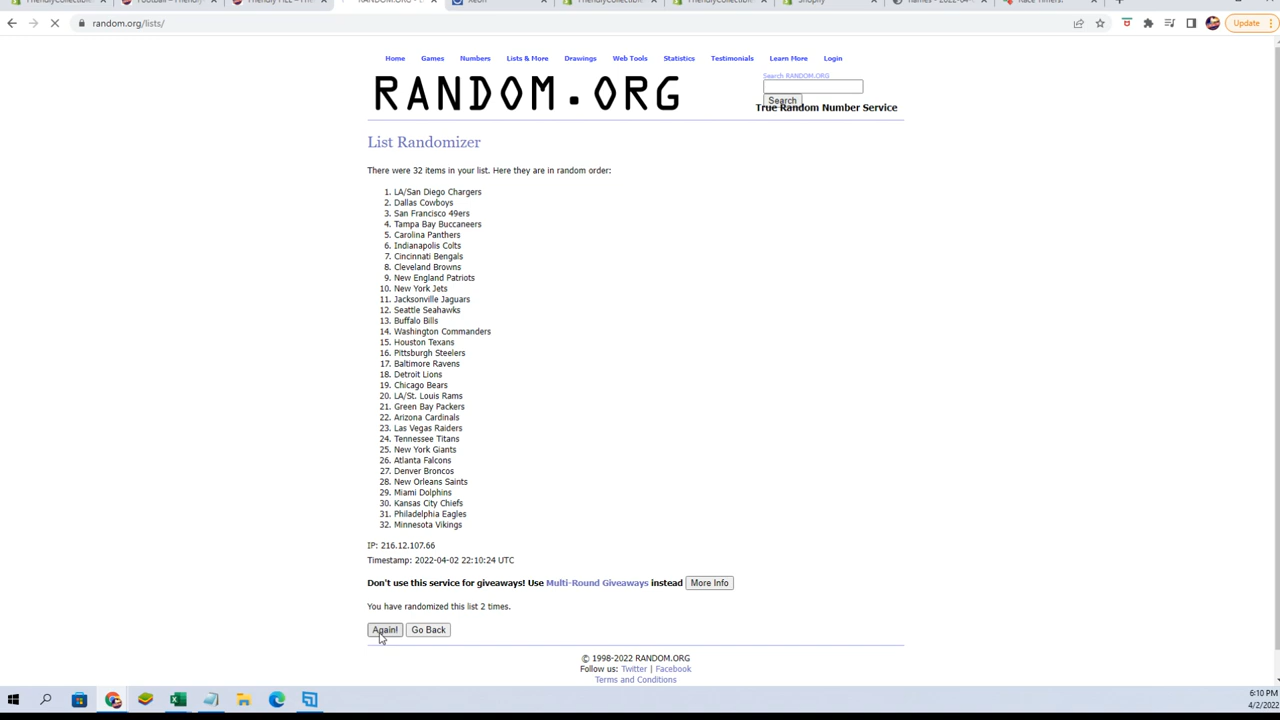 Shopify
random.org/lists/
Update
Home Games Numbers Lists & More Drawings Web Tools Statistics Testimonials Learn More Login
RANDOM.ORG
Search RANDOM.ORG
Search
True Random Number Service
List Randomizer
There were 32 items in your list. Here they are in random order:
1. LA/San Diego Chargers
2. Dallas Cowboys
3. San Francisco 49ers
4. Tampa Bay Buccaneers
5. Carolina Panthers
6. Indianapolis Colts
7. Cincinnati Bengals
8. Cleveland Browns
9. New England Patriots
10. New York Jets
11. Jacksonville Jaguars
12. Seattle Seahawks
13. Buffalo Bills
14. Washington Commanders
15. Houston Texans
16. Pittsburgh Steelers
17. Baltimore Ravens
18. Detroit Lions
19. Chicago Bears
20. LA/St. Louis Rams
21. Green Bay Packers
22. Arizona Cardinals
23. Las Vegas Raiders
24. Tennessee Titans
25. New York Giants
26. Atlanta Falcons
27. Denver Broncos
28. New Orleans Saints
29. Miami Dolphins
30. Kansas City Chiefs
31. Philadelphia Eagles
32. Minnesota Vikings
IP: 216.12.107.66
Timestamp: 2022-04-02 22:10:24 UTC
Don't use this service for giveaways! Use Multi-Round Giveaways instead More Info
You have randomized this list 2 times.
Again! Go Back
© 1998-2022 RANDOM.ORG
Follow us: Twitter | Facebook
Terms and Conditions
6:10 PM
4/2/2022